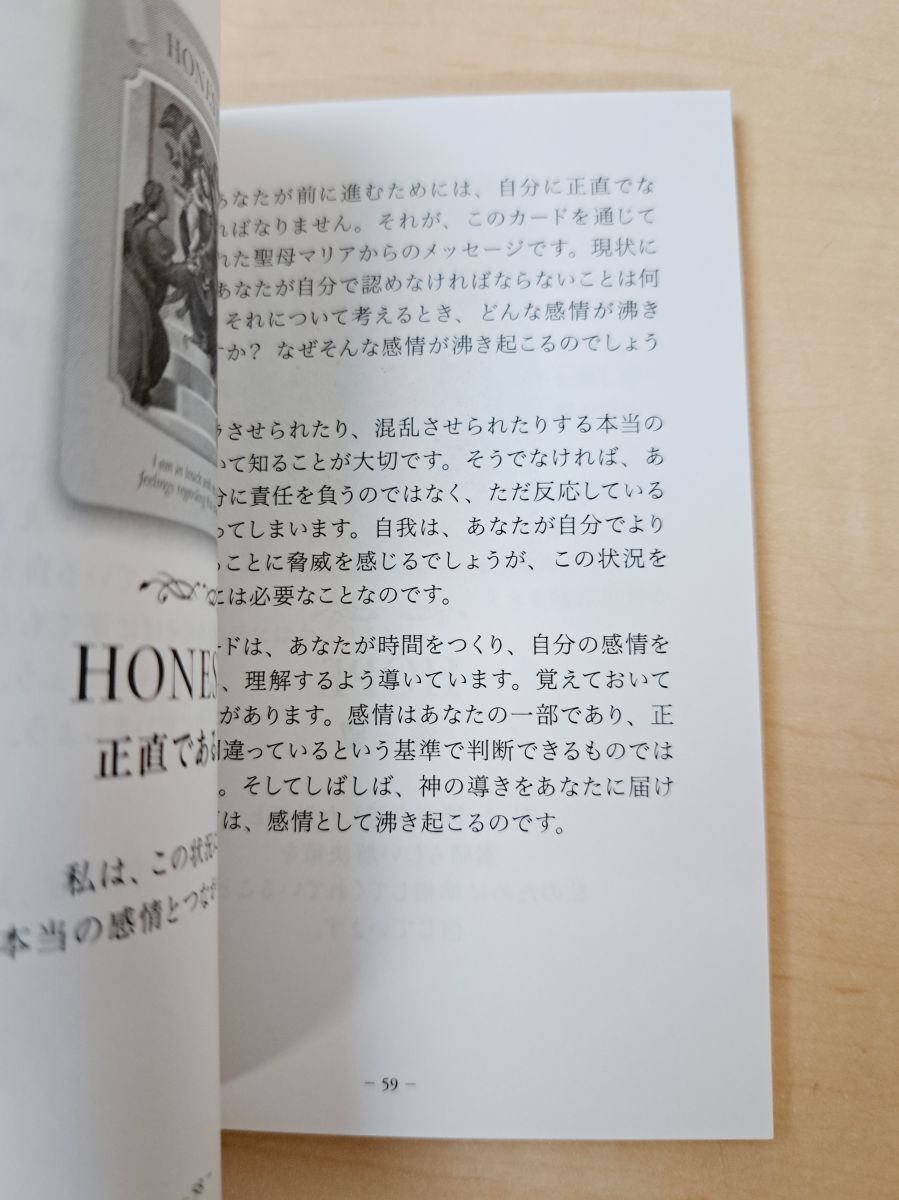 HONES
I am in touch with
feelings regarding
HONES
正直である
私は、この状況
本当の感情とつなが
あなたが前に進むためには、自分に正直でな
ればなりません。それが、このカードを通じて
れた聖母マリアからのメッセージです。現状に
あなたが自分で認めなければならないことは何
それについて考えるとき、どんな感情が沸き
すか? なぜそんな感情が沸き起こるのでしょう
うさせられたり、混乱させられたりする本当の
いて知ることが大切です。そうでなければ、あ
分に責任を負うのではなく、ただ反応している
ってしまいます。自我は、あなたが自分でより
ることに脅威を感じるでしょうが、この状況を
には必要なことなのです。
ードは、あなたが時間をつくり、自分の感情を
、理解するよう導いています。覚えておいて
があります。感情はあなたの一部であり、正
違っているという基準で判断できるものでは
。そしてしばしば、神の導きをあなたに届け
は、感情として沸き起こるのです。
– 59 –